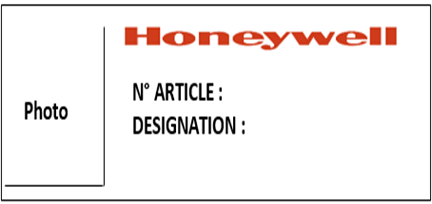 Honeywell
N° ARTICLE :
Photo
DESIGNATION :